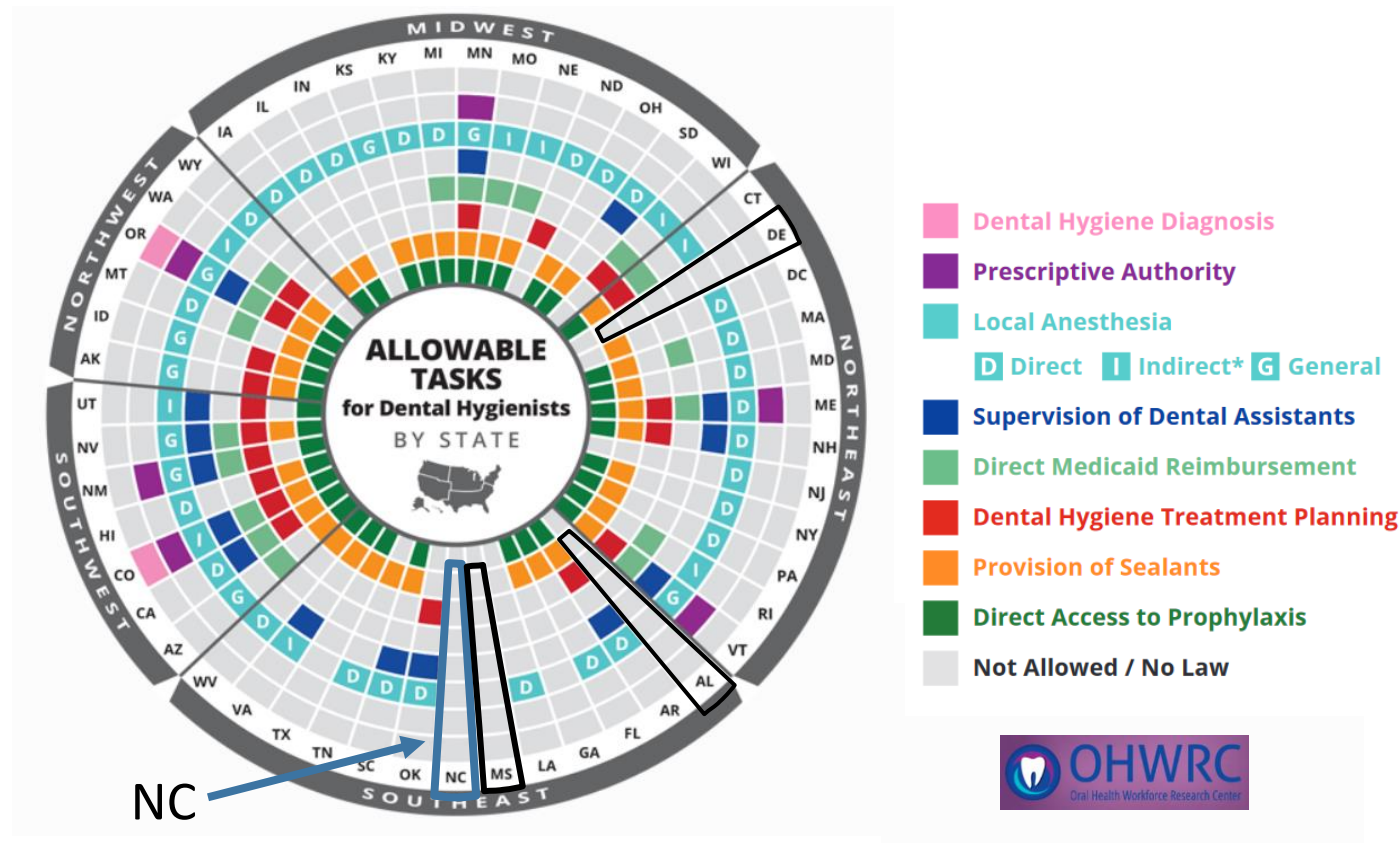 MIDWEST
IA
IL
IN
KS
KY
MI
MN
MO
NE
ND
OH
SD
WI
NORTHEAST
CT
DE
DC
MA
MD
ME
NH
NJ
NY
PA
RI
VT
SOUTHEAST
AL
AR
FL
GA
LA
MS
NC
OK
SC
TN
TX
VA
WV
SOUTHWEST
AZ
CA
CO
HI
NM
NV
UT
NORTHWEST
AK
ID
MT
OR
WA
WY
D D D D G D D G I I D D D I I
D D D D D D D D I G
D D D D D D I
D G D I D G G I
G G D G I D
ALLOWABLE
TASKS
for Dental Hygienists
BY STATE
NC
Dental Hygiene Diagnosis
Prescriptive Authority
Local Anesthesia
D Direct I Indirect* G General
Supervision of Dental Assistants
Direct Medicaid Reimbursement
Dental Hygiene Treatment Planning
Provision of Sealants
Direct Access to Prophylaxis
Not Allowed / No Law
OHWRC
Oral Health Workforce Research Center